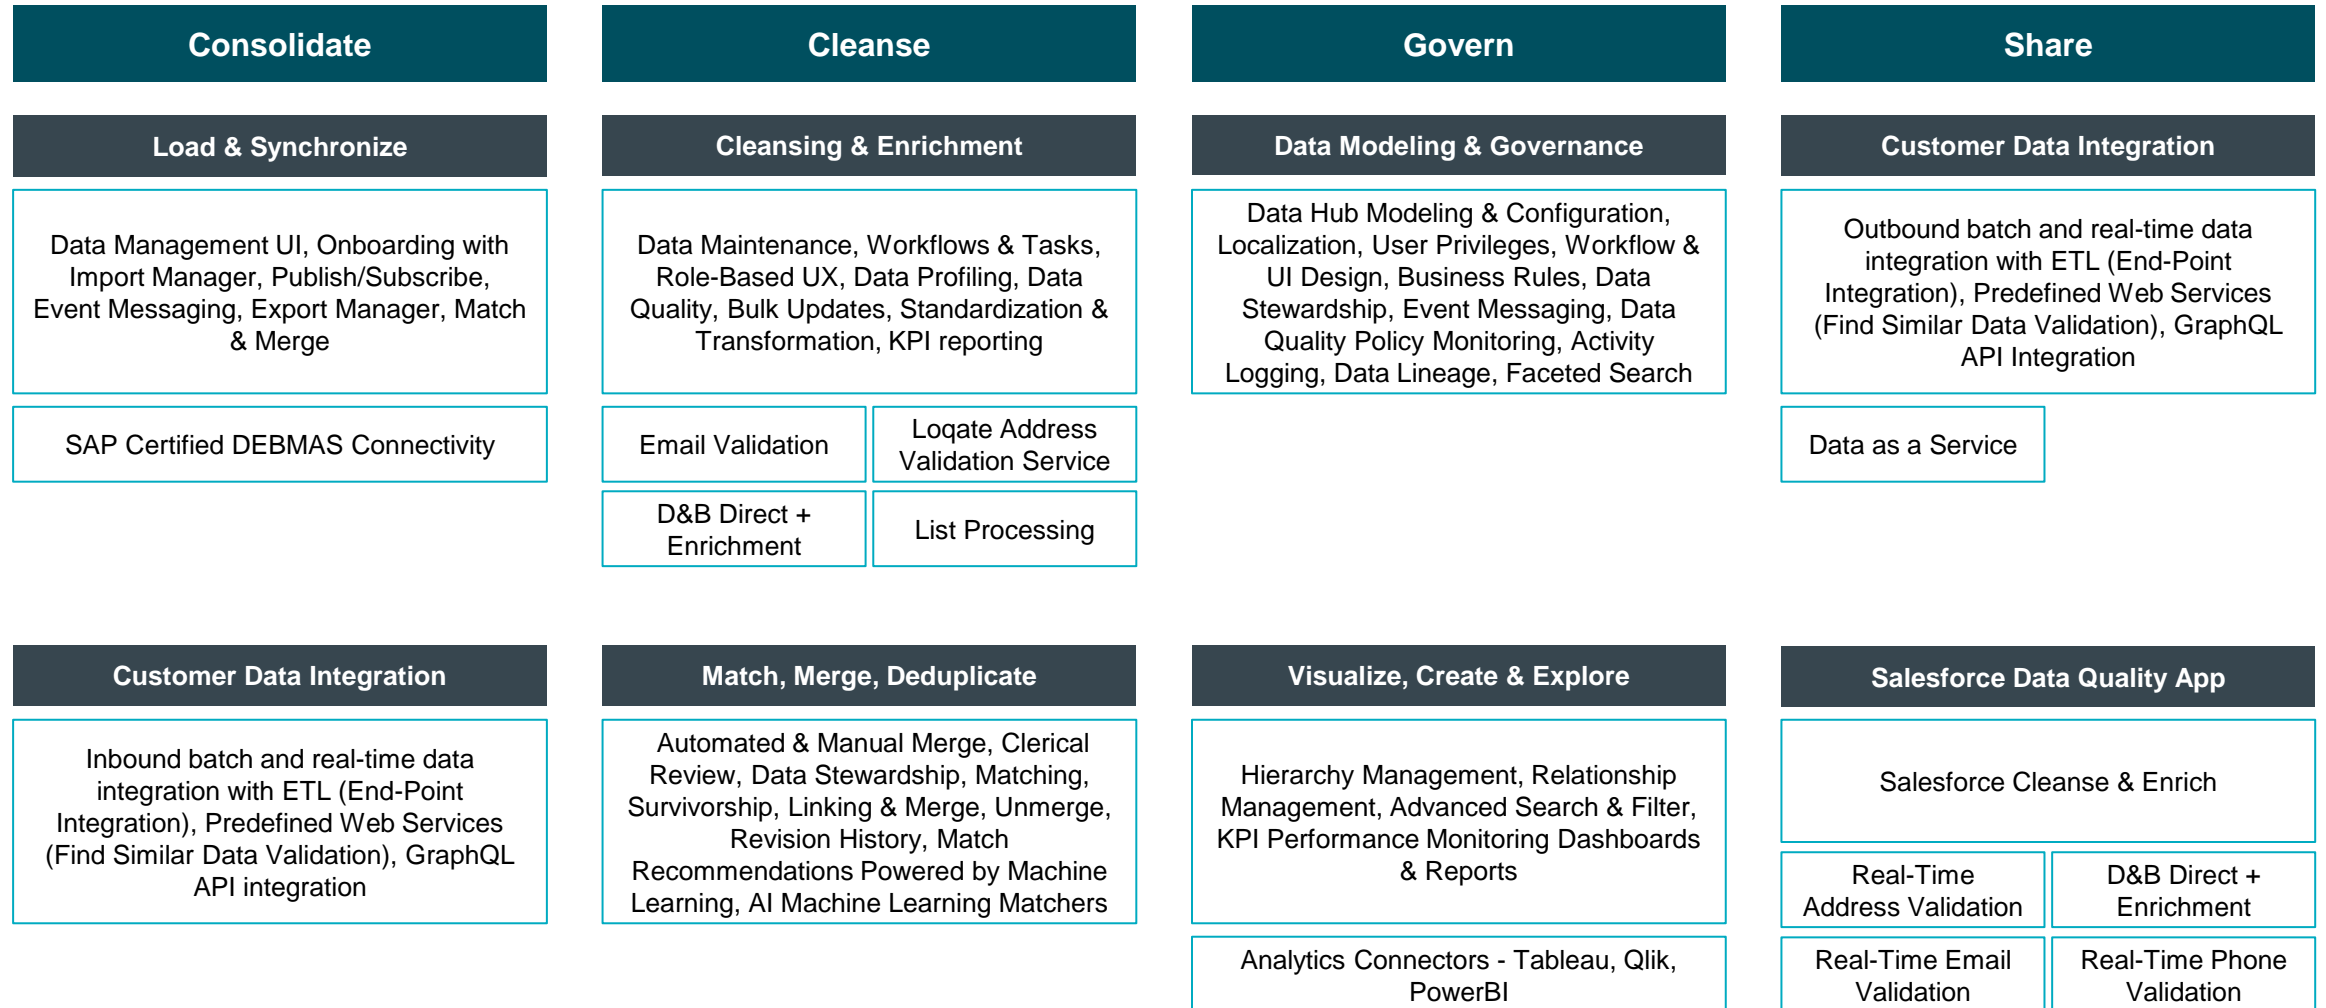 Consolidate
Cleanse
Govern
Share
Load & Synchronize
Data Management UI, Onboarding with
Import Manager, Publish/Subscribe,
Event Messaging, Export Manager, Match
& Merge
SAP Certified DEBMAS Connectivity
Cleansing & Enrichment
Data Maintenance, Workflows & Tasks,
Role-Based UX, Data Profiling, Data
Quality, Bulk Updates, Standardization &
Transformation, KPI reporting
Email Validation
Loqate Address
Validation Service
D&B Direct +
Enrichment
List Processing
Data Modeling & Governance
Data Hub Modeling & Configuration,
Localization, User Privileges, Workflow &
UI Design, Business Rules, Data
Stewardship, Event Messaging, Data
Quality Policy Monitoring, Activity
Logging, Data Lineage, Faceted Search
Customer Data Integration
Outbound batch and real-time data
integration with ETL (End-Point
Integration), Predefined Web Services
(Find Similar Data Validation), GraphQL
API Integration
Data as a Service
Customer Data Integration
Inbound batch and real-time data
integration with ETL (End-Point
Integration), Predefined Web Services
(Find Similar Data Validation), GraphQL
API integration
Match, Merge, Deduplicate
Automated & Manual Merge, Clerical
Review, Data Stewardship, Matching,
Survivorship, Linking & Merge, Unmerge,
Revision History, Match
Recommendations Powered by Machine
Learning, AI Machine Learning Matchers
Visualize, Create & Explore
Hierarchy Management, Relationship
Management, Advanced Search & Filter,
KPI Performance Monitoring Dashboards
& Reports
Analytics Connectors - Tableau, Qlik,
PowerBI
Salesforce Data Quality App
Salesforce Cleanse & Enrich
Real-Time
Address Validation
D&B Direct +
Enrichment
Real-Time Email
Validation
Real-Time Phone
Validation